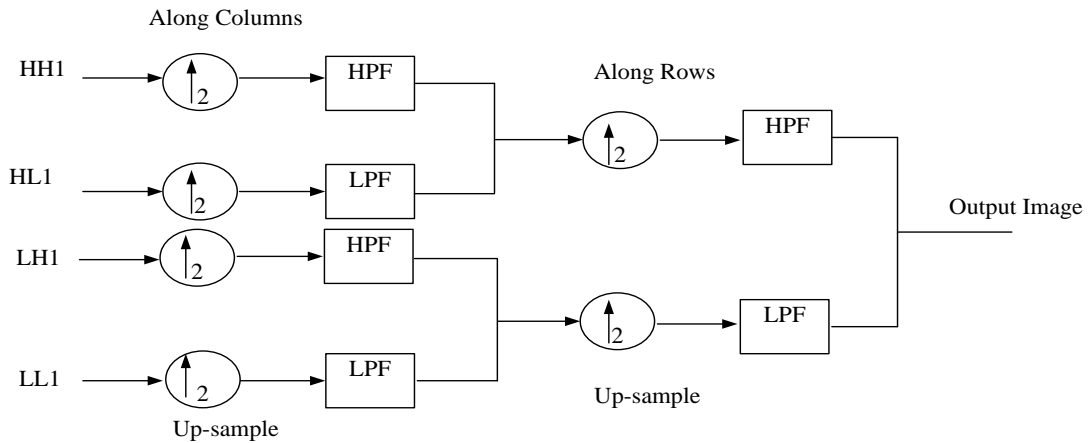 Along Columns
HH1
2
HPF
Along Rows
2
HPF
HL1
2
LPF
Output Image
LH1
2
HPF
2
LPF
LL1
2
LPF
Up-sample
Up-sample